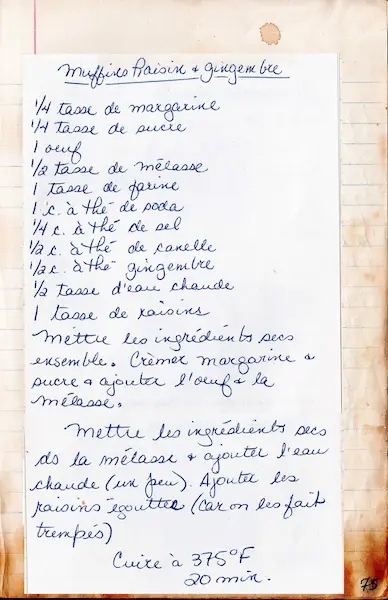 Muffins Raisin & gingembre
1/4 tasse de margarine
1/4 tasse de sucre
1 oeuf
1/2 tasse de mélasse
1 tasse de farine
1 c. à thé de soda
1/4 c. à thé de sel
1/2 c. à thé de canelle
1/2 c. à thé gingembre
1/2 tasse d'eau chaude
1 tasse de raisins
Mettre les ingrédients secs
ensemble. Crèmer margarine &
sucre & ajouter l'oeuf & la
mélasse.
Mettre les ingrédients secs
ds la mélasse & ajouter l'eau
chaude (un peu). Ajouter les
raisins égouttés (car on les fait
trempés)
Cuire à 375°F
20 min.
75